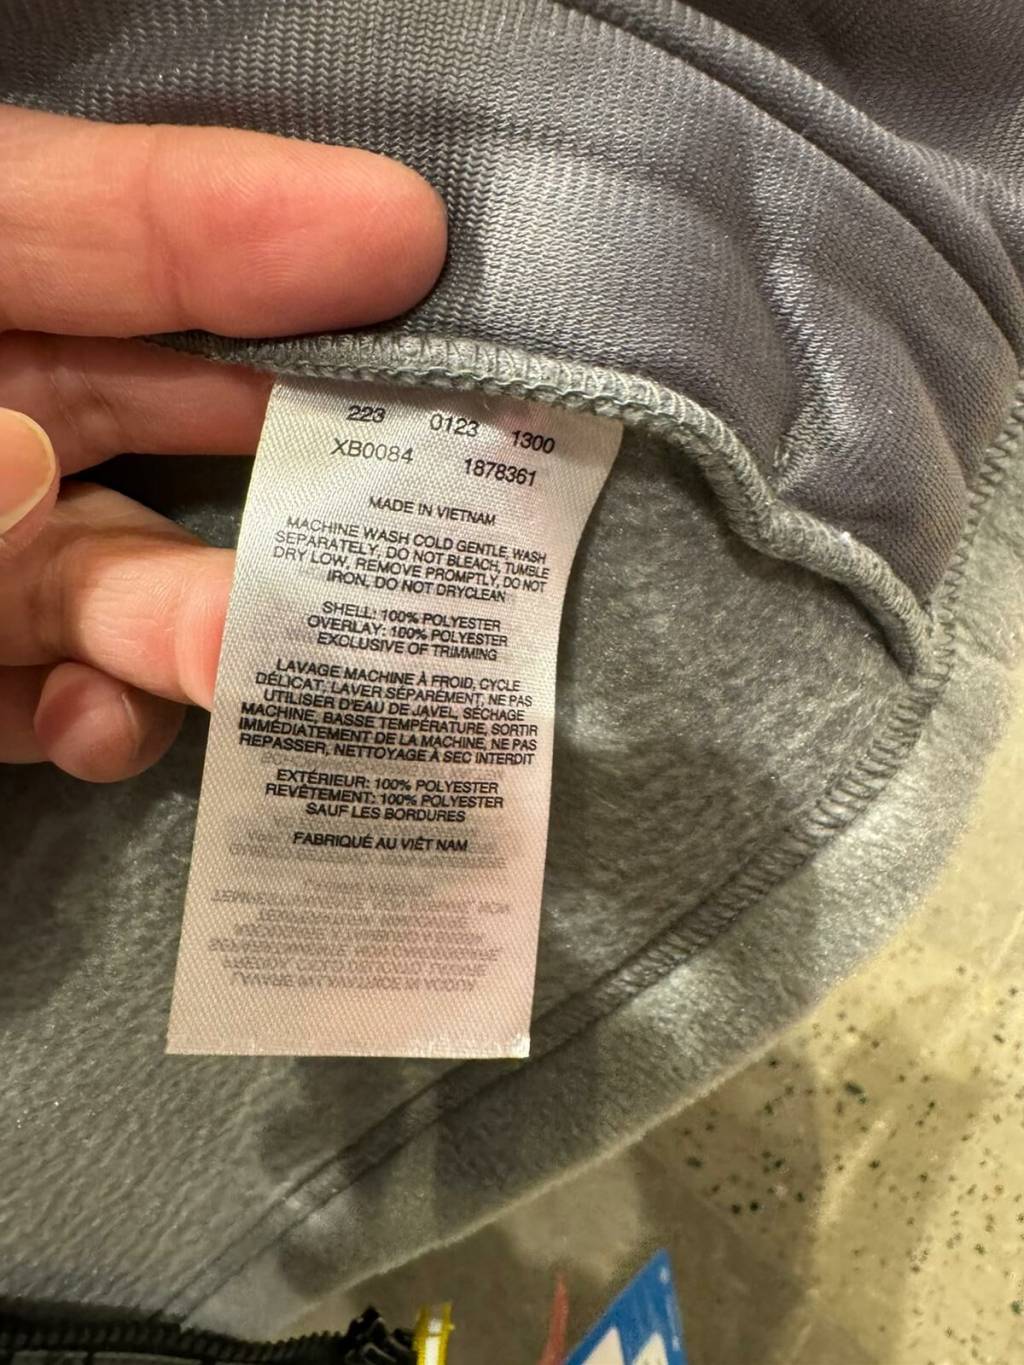 223 0123 1300
XB0084 1878361
MADE IN VIETNAM
MACHINE WASH COLD GENTLE, WASH
SEPARATELY, DO NOT BLEACH, TUMBLE
DRY LOW, REMOVE PROMPTLY, DO NOT
IRON, DO NOT DRYCLEAN
SHELL: 100% POLYESTER
OVERLAY: 100% POLYESTER
EXCLUSIVE OF TRIMMING
LAVAGE MACHINE À FROID, CYCLE
DÉLICAT, LAVER SÉPARÉMENT, NE PAS
UTILISER D'EAU DE JAVEL, SÉCHAGE
MACHINE, BASSE TEMPÉRATURE, SORTIR
IMMÉDIATEMENT DE LA MACHINE, NE PAS
REPASSER, NETTOYAGE À SEC INTERDIT
EXTÉRIEUR: 100% POLYESTER
REVÊTEMENT: 100% POLYESTER
SAUF LES BORDURES
FABRIQUÉ AU VIÊT NAM